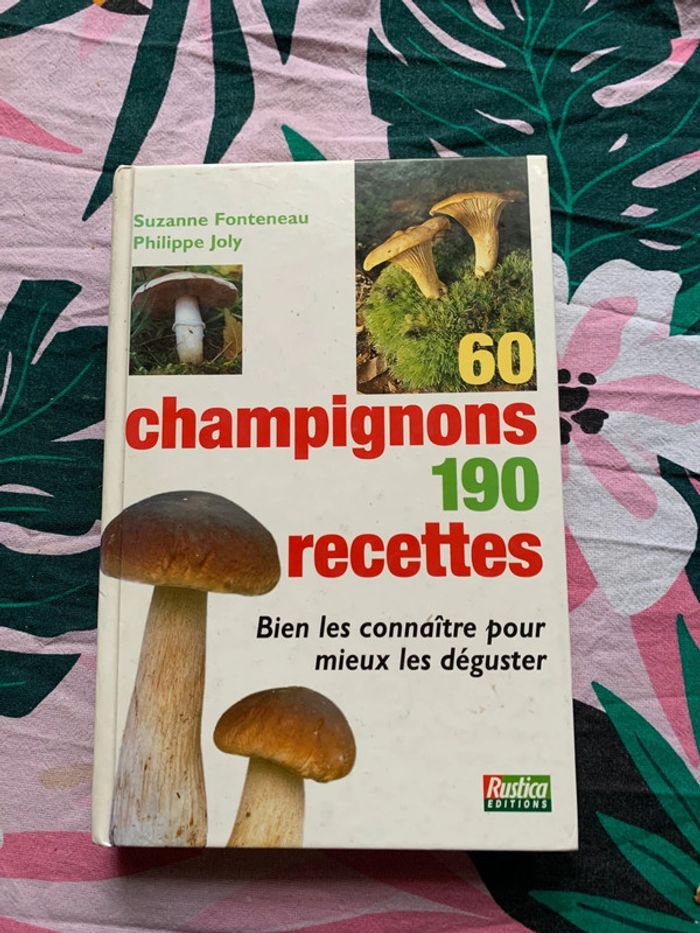 Suzanne Fonteneau
Philippe Joly
60
champignons
190
recettes
Bien les connaître pour
mieux les déguster
Rustica
EDITIONS